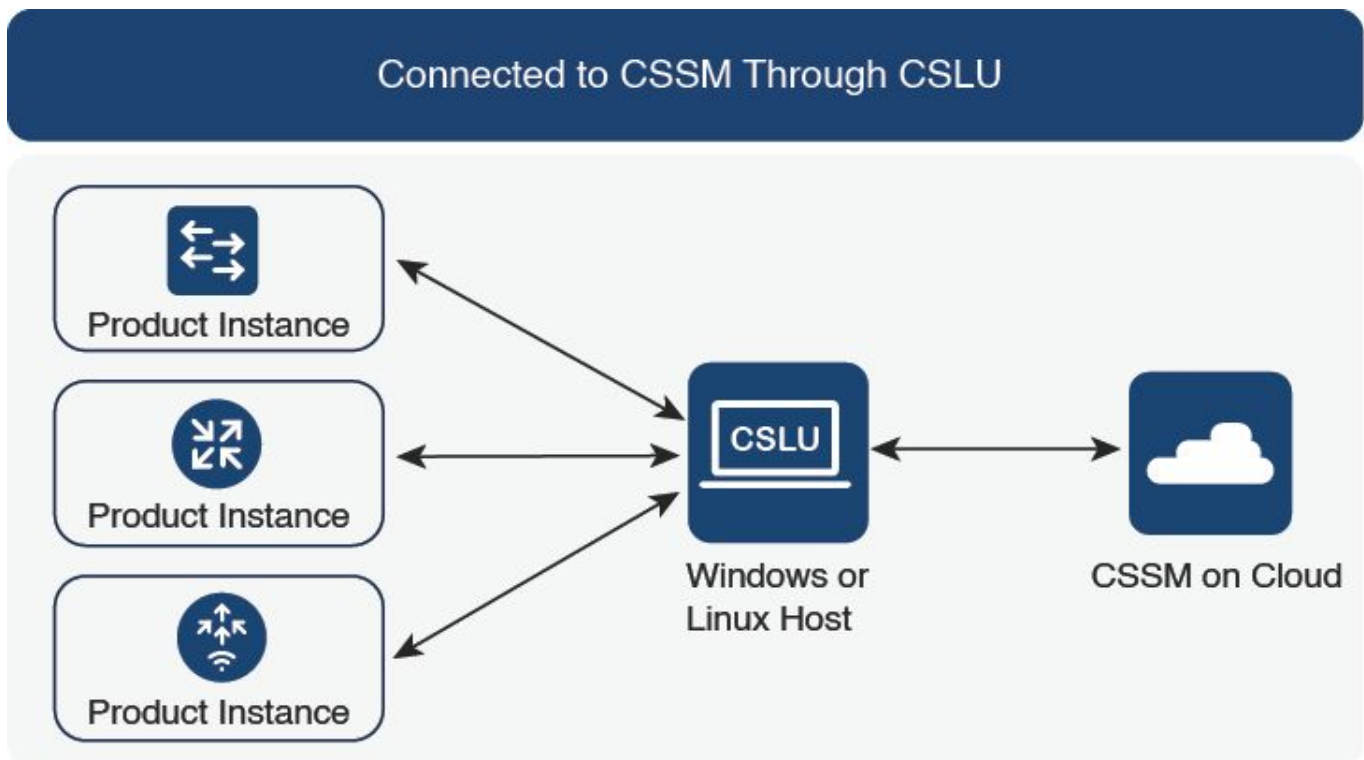 Connected to CSSM Through CSLU
Product Instance
Product Instance
Product Instance
CSLU
Windows or
Linux Host
CSSM on Cloud